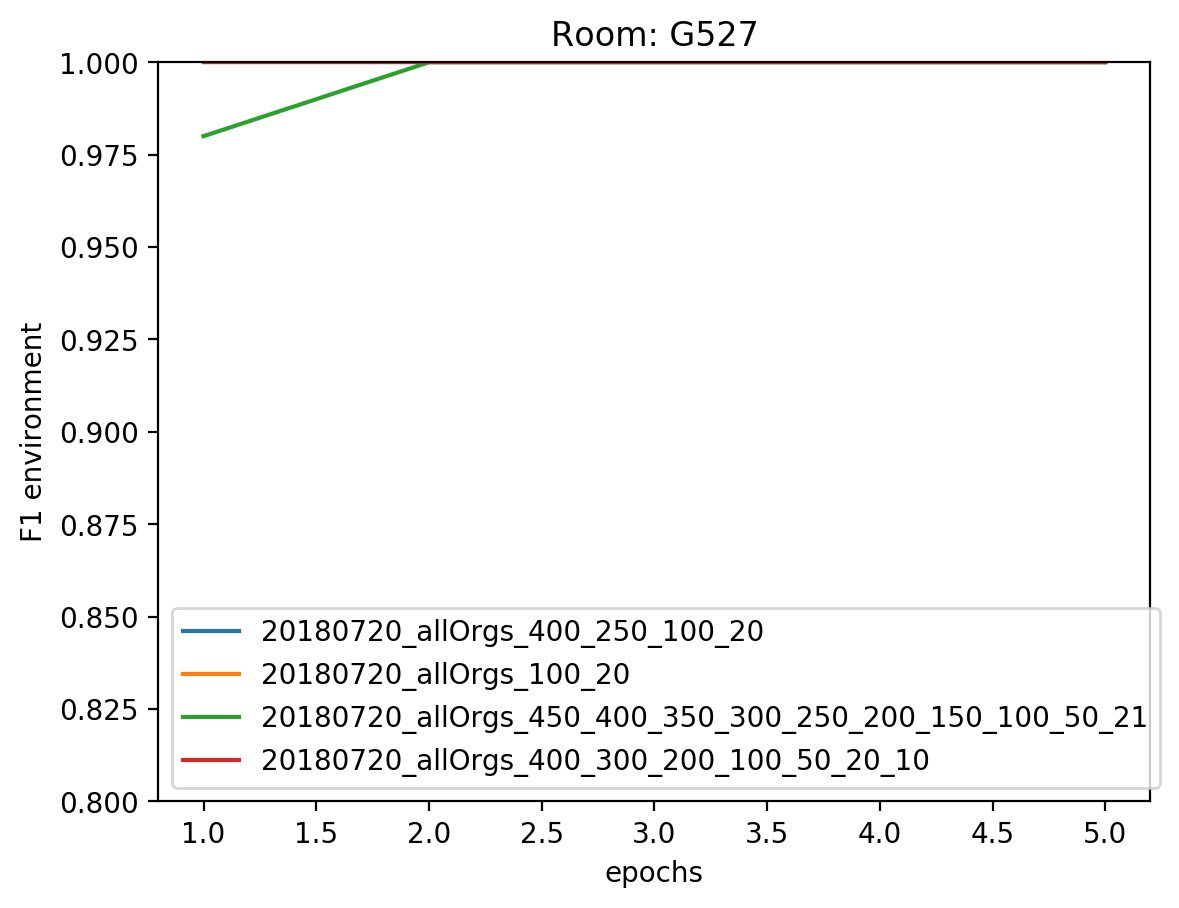 Room: G527
1.000
0.975
0.950
0.925
0.900
0.875
0.850
0.825
0.800
F1 environment
20180720_allOrgs_400_250_100_20
20180720_allOrgs_100_20
20180720_allOrgs_450_400_350_300_250_200_150_100_50_21
20180720_allOrgs_400_300_200_100_50_20_10
1.0 1.5 2.0 2.5 3.0 3.5 4.0 4.5 5.0
epochs